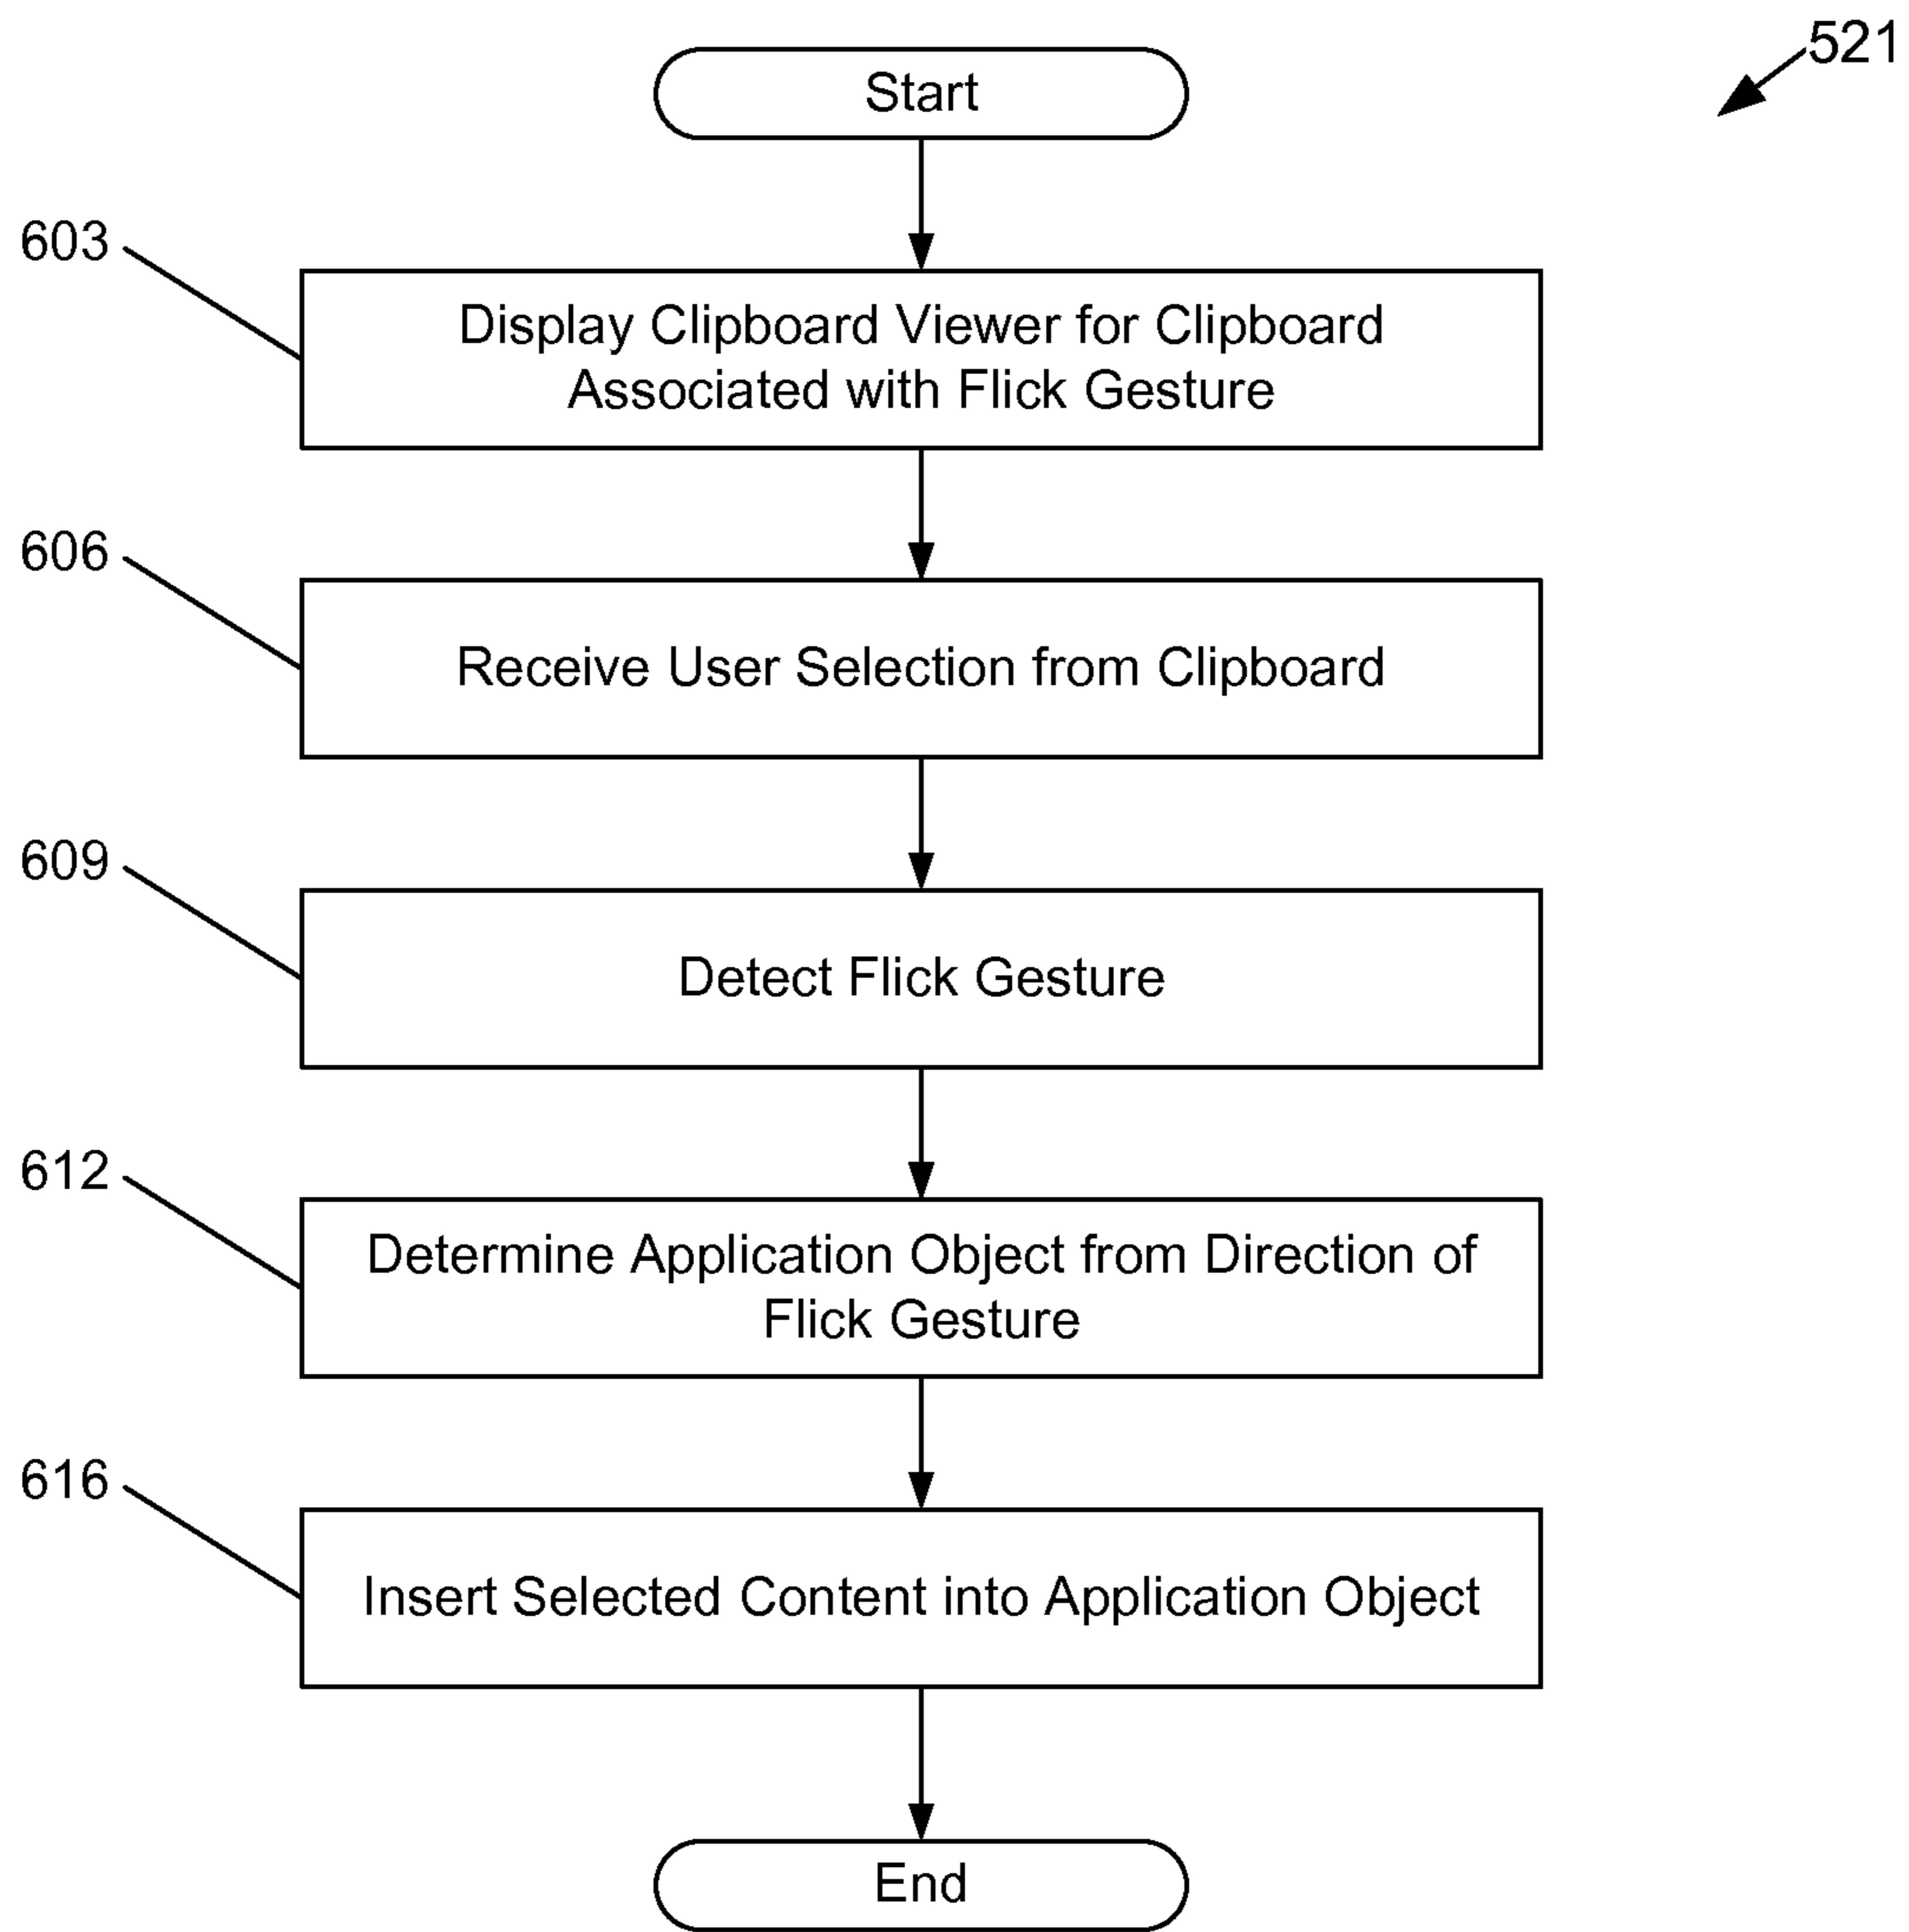 521
Start
603
Display Clipboard Viewer for Clipboard
Associated with Flick Gesture
606
Receive User Selection from Clipboard
609
Detect Flick Gesture
612
Determine Application Object from Direction of
Flick Gesture
616
Insert Selected Content into Application Object
End